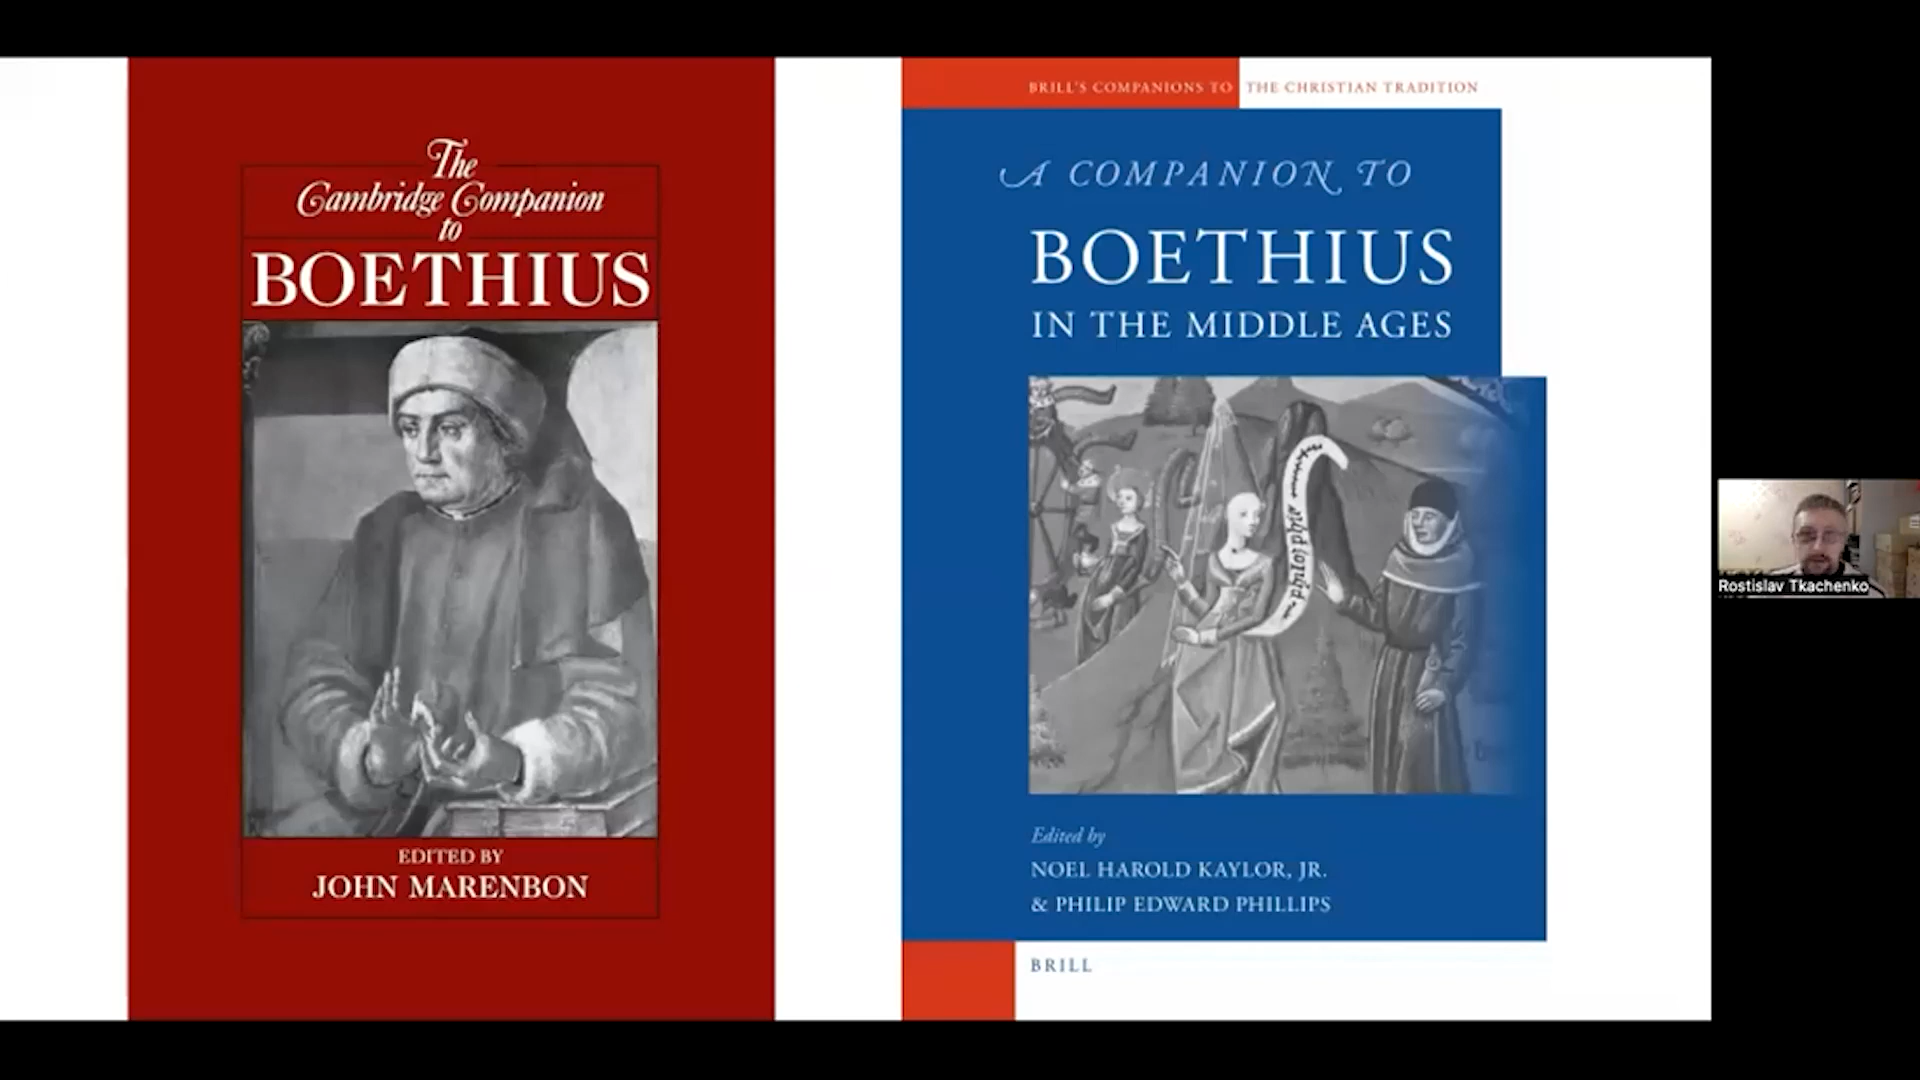 The
Cambridge Companion
to
BOETHIUS
EDITED BY
JOHN MARENBON
BRILL'S COMPANIONS TO THE CHRISTIAN TRADITION
A COMPANION TO
BOETHIUS
IN THE MIDDLE AGES
Edited by
NOEL HAROLD KAYLOR, JR.
& PHILIP EDWARD PHILLIPS
BRILL
Rostislav Tkachenko